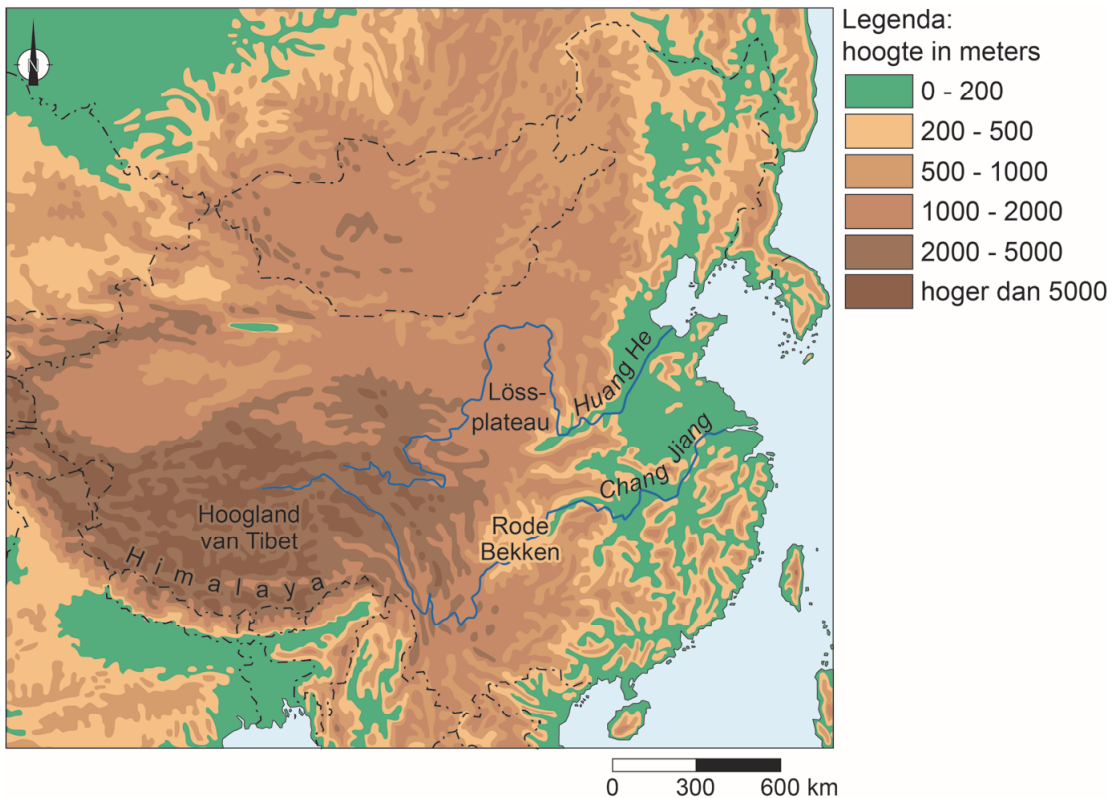 N
Legenda:
hoogte in meters
0 - 200
200 - 500
500 - 1000
1000 - 2000
2000 - 5000
hoger dan 5000
Huang He
Löss-
plateau
Chang Jiang
Hoogland
van Tibet
Rode
Bekken
Himalaya
0 300 600 km